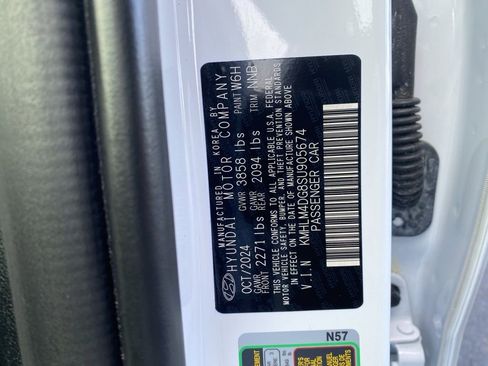 MANUFACTURED IN KOREA BY
HYUNDAI MOTOR COMPANY
OCT/2024 GVWR 3858 lbs PAINT W6H
GAWR FRONT 2271 lbs GAWR REAR 2094 lbs TRIM NNB
THIS VEHICLE CONFORMS TO ALL APPLICABLE U.S.A. FEDERAL
MOTOR VEHICLE SAFETY, BUMPER, AND THEFT PREVENTION STANDARDS
IN EFFECT ON THE DATE OF MANUFACTURE SHOWN ABOVE
V.I.N KMHLM4DG8SU905674
PASSENGER CAR
N57